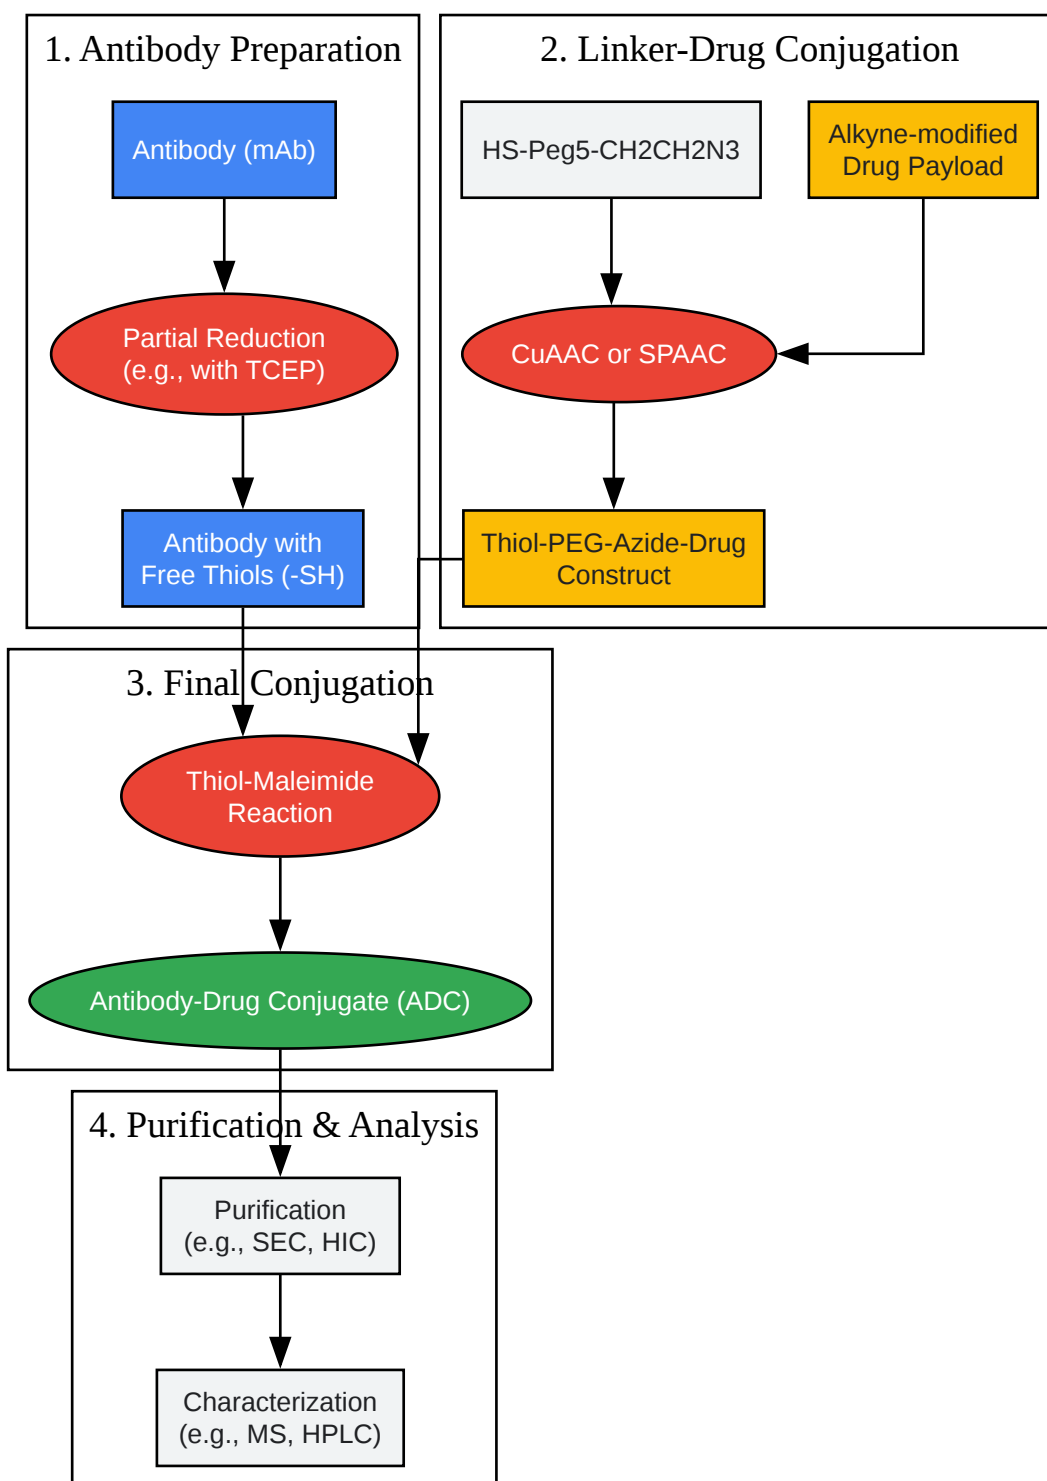 1. Antibody Preparation
Antibody (mAb)
Partial Reduction
(e.g., with TCEP)
Antibody with
Free Thiols (-SH)
2. Linker-Drug Conjugation
HS-Peg5-CH2CH2N3
Alkyne-modified
Drug Payload
CuAAC or SPAAC
Thiol-PEG-Azide-Drug
Construct
3. Final Conjugation
Thiol-Maleimide
Reaction
Antibody-Drug Conjugate (ADC)
4. Purification & Analysis
Purification
(e.g., SEC, HIC)
Characterization
(e.g., MS, HPLC)